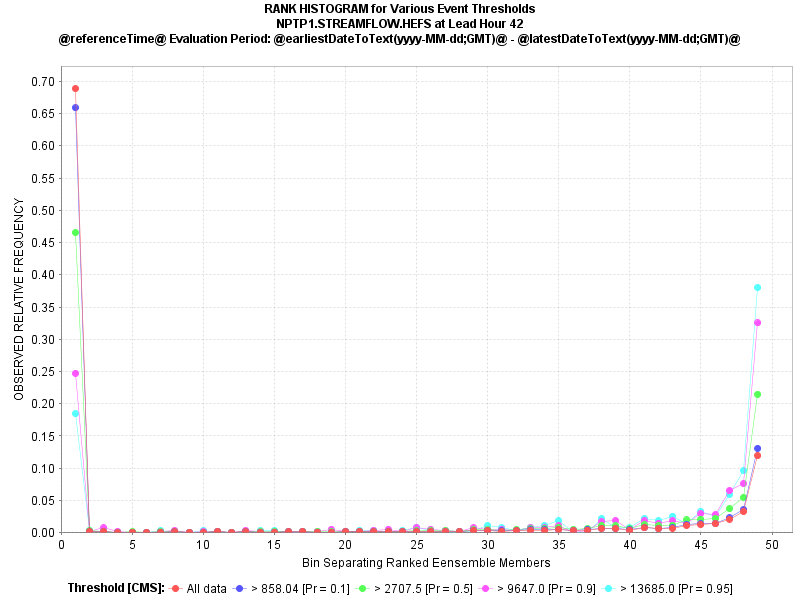 RANK HISTOGRAM for Various Event Thresholds
NPTP1.STREAMFLOW.HEFS at Lead Hour 42
@referenceTime@ Evaluation Period: @earliestDateToText(yyyy-MM-dd;GMT)@ - @latestDateToText(yyyy-MM-dd;GMT)@
OBSERVED RELATIVE FREQUENCY
0.70
0.65
0.60
0.55
0.50
0.45
0.40
0.35
0.30
0.25
0.20
0.15
0.10
0.05
0.00
0 5 10 15 20 25 30 35 40 45 50
Bin Separating Ranked Eensemble Members
Threshold [CMS]: All data > 858.04 [Pr = 0.1] > 2707.5 [Pr = 0.5] > 9647.0 [Pr = 0.9] > 13685.0 [Pr = 0.95]